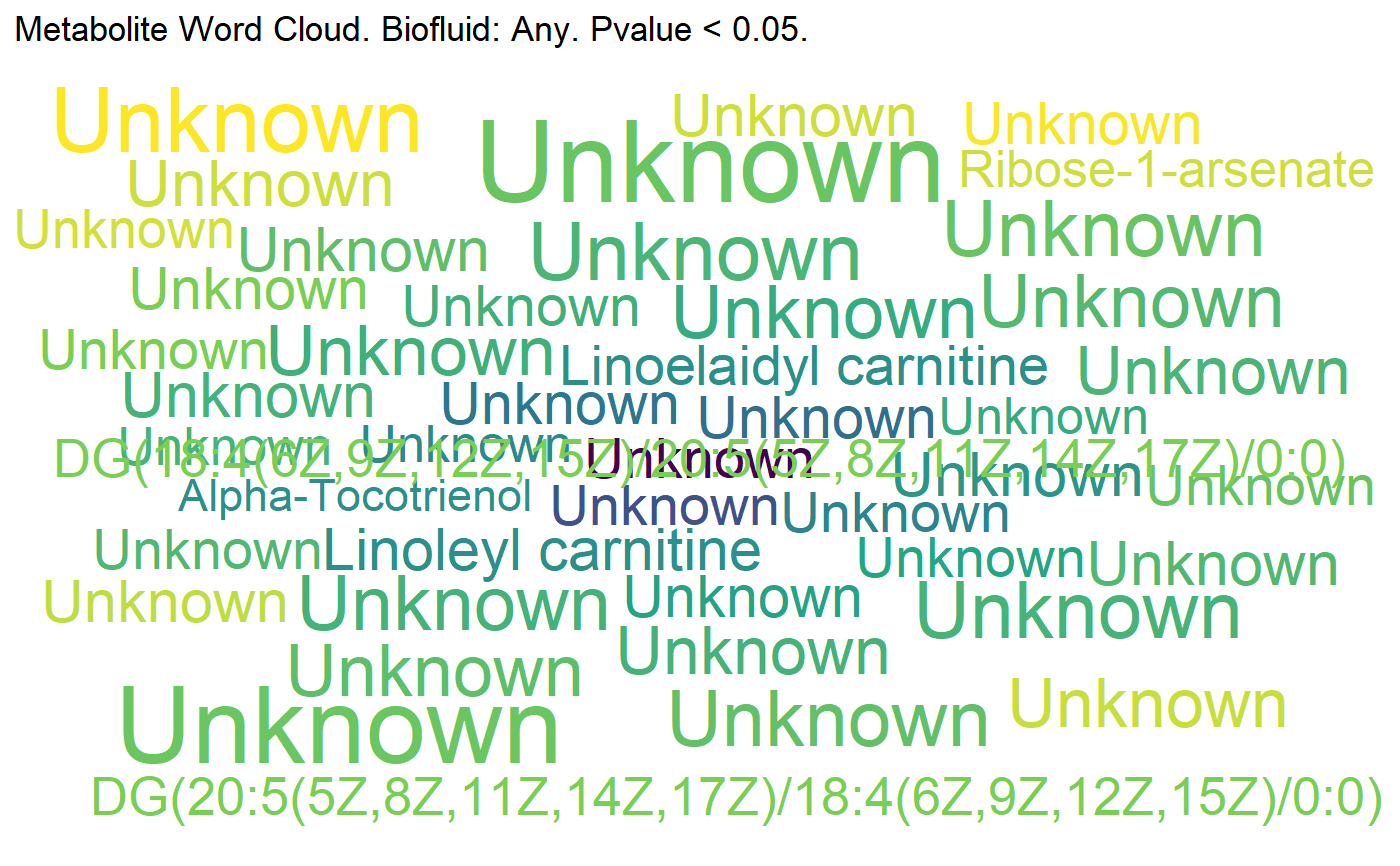 Metabolite Word Cloud. Biofluid: Any. Pvalue < 0.05.
Unknown
Unknown
Unknown
Unknown
Unknown
Ribose-1-arsenate
Unknown
Unknown
Unknown
Unknown
Unknown
Unknown
Unknown
Unknown
Unknown
Unknown
Unknown
Linoelaidyl carnitine
Unknown
Unknown
Unknown
Unknown
Unknown
Unknown
Unknown
DG(18:4(6Z,9Z,12Z,15Z)/20:5(5Z,8Z,11Z,14Z,17Z)/0:0)
Unknown
Unknown
Unknown
Alpha-Tocotrienol
Unknown
Unknown
Unknown
Linoleyl carnitine
Unknown
Unknown
Unknown
Unknown
Unknown
Unknown
Unknown
Unknown
Unknown
Unknown
Unknown
DG(20:5(5Z,8Z,11Z,14Z,17Z)/18:4(6Z,9Z,12Z,15Z)/0:0)